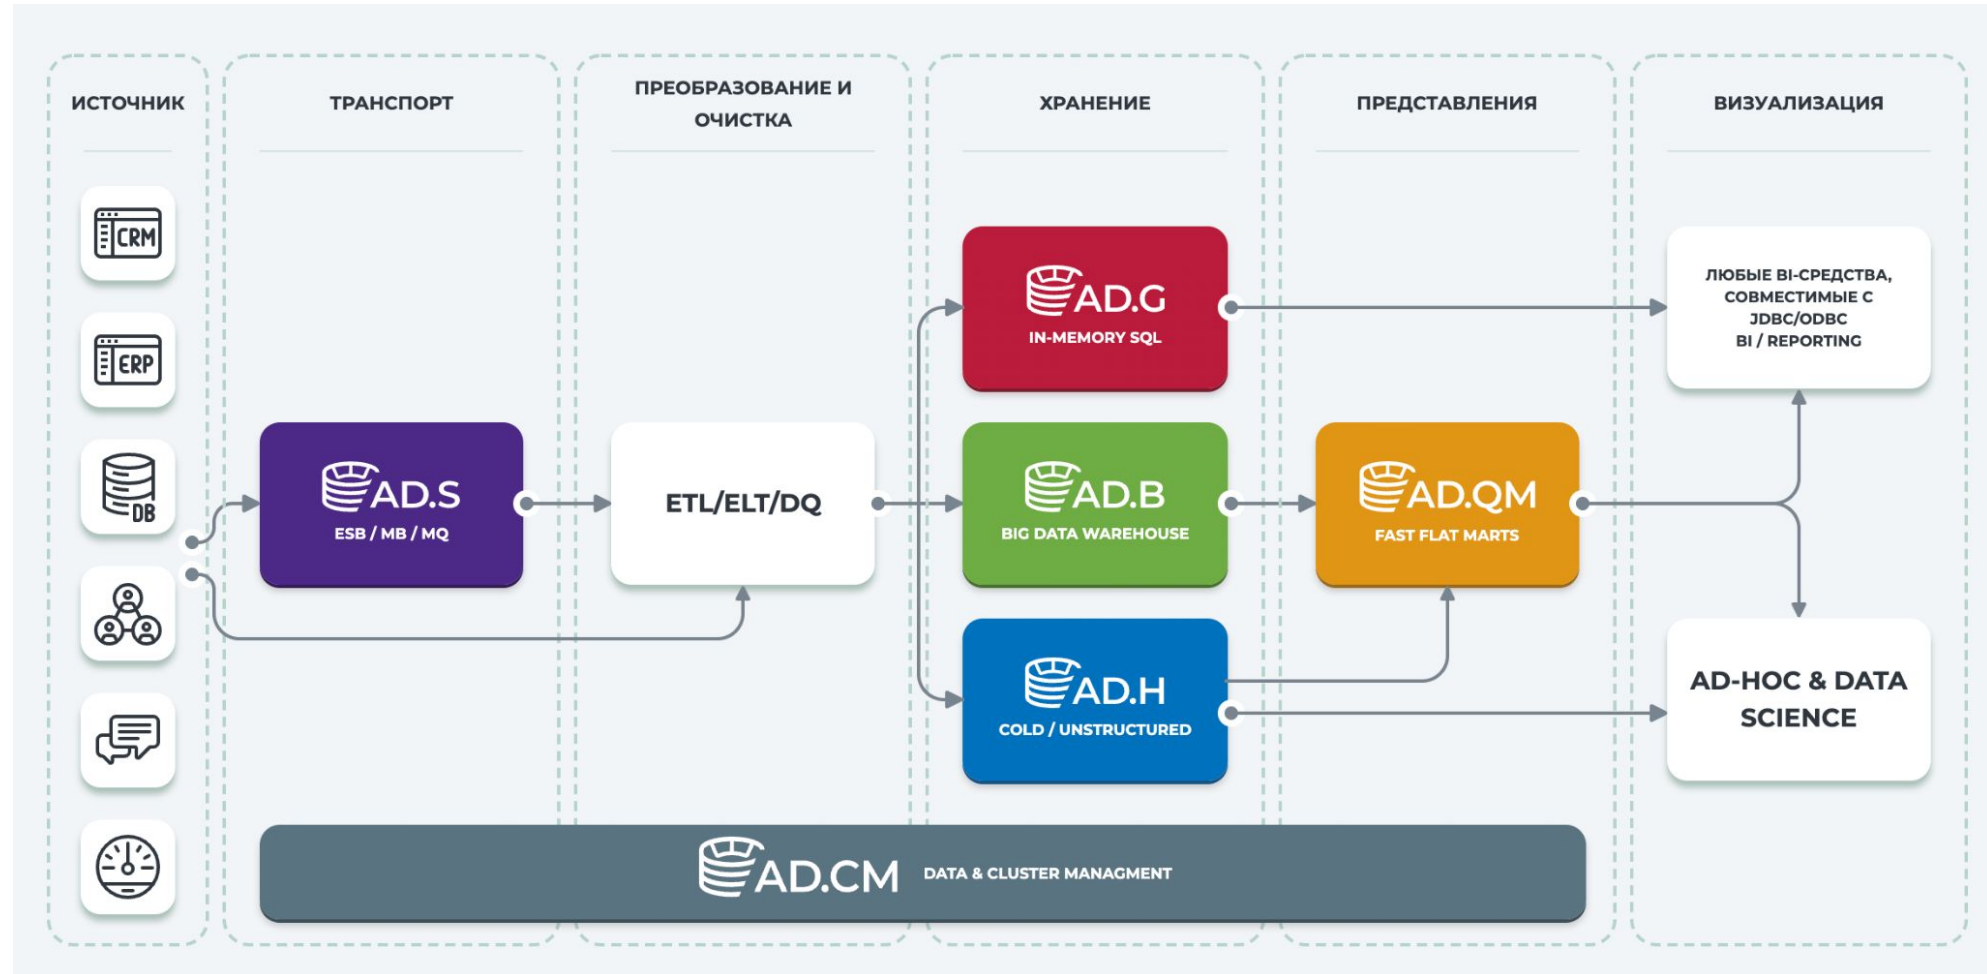 ИСТОЧНИК
ТРАНСПОРТ
ПРЕОБРАЗОВАНИЕ И
ОЧИСТКА
ХРАНЕНИЕ
ПРЕДСТАВЛЕНИЯ
ВИЗУАЛИЗАЦИЯ
CRM
ERP
DB
AD.S
ESB / MB / MQ
ETL/ELT/DQ
AD.G
IN-MEMORY SQL
AD.B
BIG DATA WAREHOUSE
AD.H
COLD / UNSTRUCTURED
AD.QM
FAST FLAT MARTS
ЛЮБЫЕ BI-СРЕДСТВА,
СОВМЕСТИМЫЕ С
JDBC/ODBC
BI / REPORTING
AD-HOC & DATA
SCIENCE
AD.CM
DATA & CLUSTER MANAGMENT